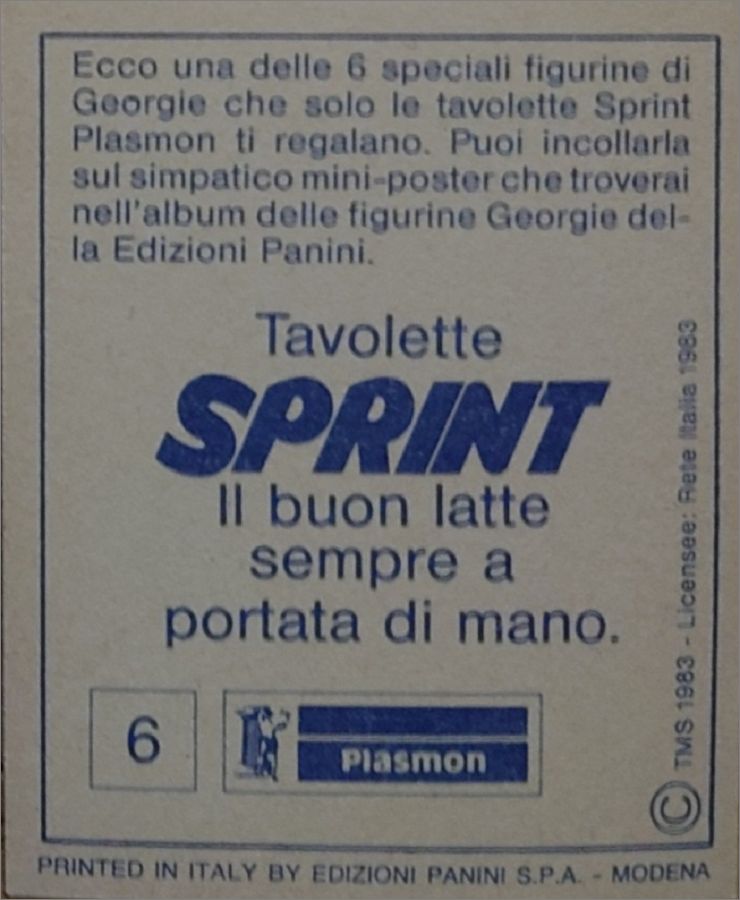 Ecco una delle 6 speciali figurine di
Georgie che solo le tavolette Sprint
Plasmon ti regalano. Puoi incollarla
sul simpatico mini-poster che troverai
nell'album delle figurine Georgie del-
la Edizioni Panini.
Tavolette
SPRINT
Il buon latte
sempre a
portata di mano.
6
Plasmon
© TMS 1983 - Licensee: Rete Italia 1983
PRINTED IN ITALY BY EDIZIONI PANINI S.P.A. - MODENA